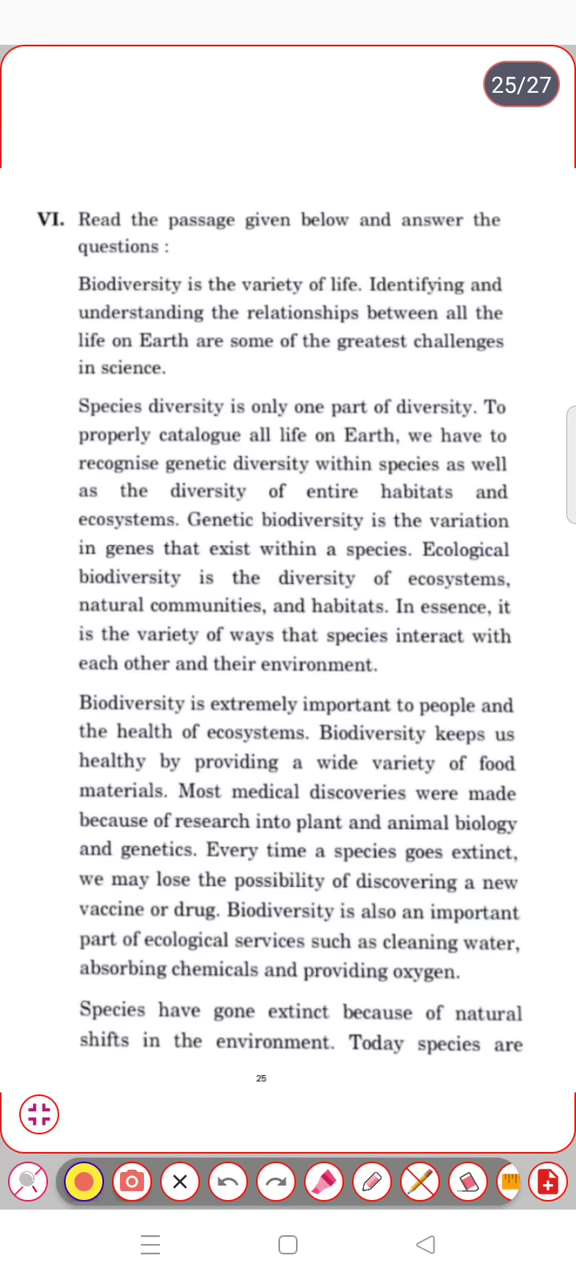 25/27
VI. Read the passage given below and answer the
questions :
Biodiversity is the variety of life. Identifying and
understanding the relationships between all the
life on Earth are some of the greatest challenges
in science.
Species diversity is only one part of diversity. To
properly catalogue all life on Earth, we have to
recognise genetic diversity within species as well
as the diversity of entire habitats and
ecosystems. Genetic biodiversity is the variation
in genes that exist within a species. Ecological
biodiversity is the diversity of ecosystems,
natural communities, and habitats. In essence, it
is the variety of ways that species interact with
each other and their environment.
Biodiversity is extremely important to people and
the health of ecosystems. Biodiversity keeps us
healthy by providing a wide variety of food
materials. Most medical discoveries were made
because of research into plant and animal biology
and genetics. Every time a species goes extinct,
we may lose the possibility of discovering a new
vaccine or drug. Biodiversity is also an important
part of ecological services such as cleaning water,
absorbing chemicals and providing oxygen.
Species have gone extinct because of natural
shifts in the environment. Today species are
25